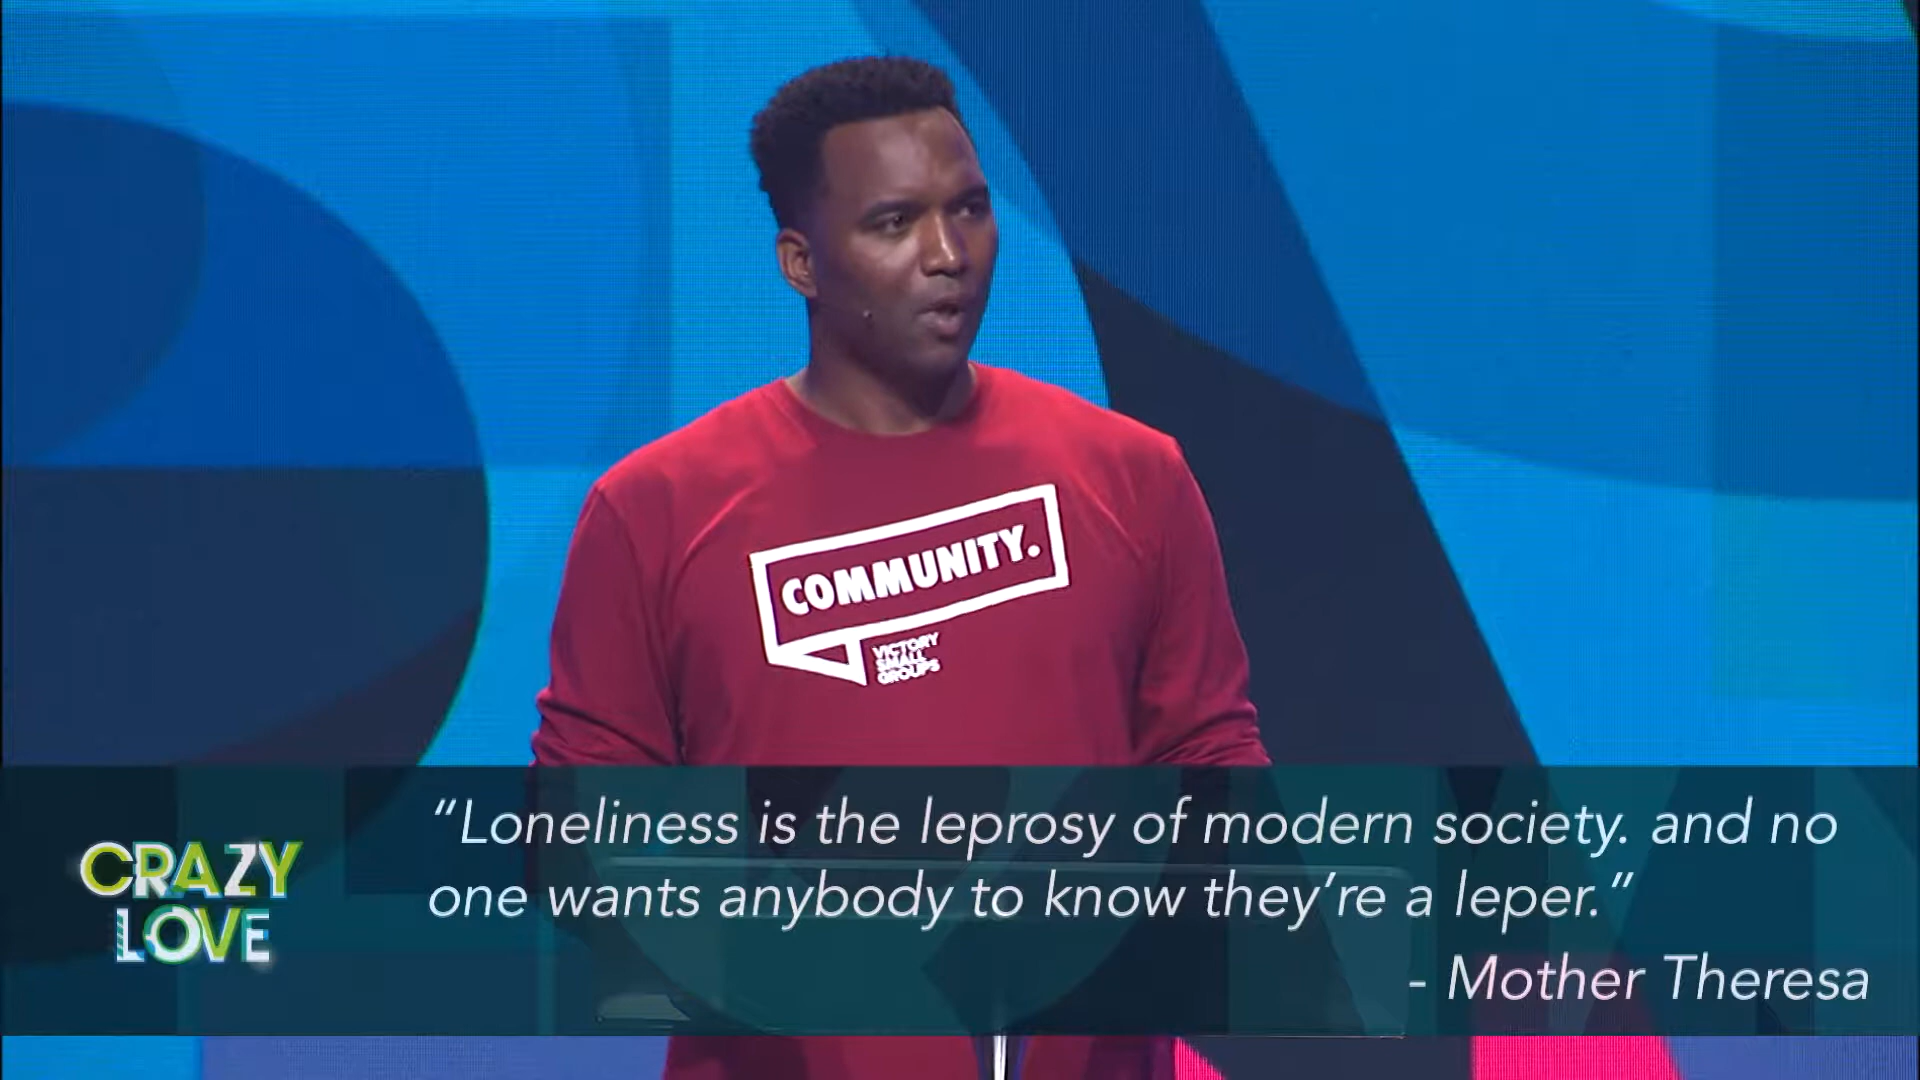 COMMUNITY.
VICTORY
SMALL
GROUPS
CRAZY
LOVE
“Loneliness is the leprosy of modern society. and no
one wants anybody to know they’re a leper.”
- Mother Theresa